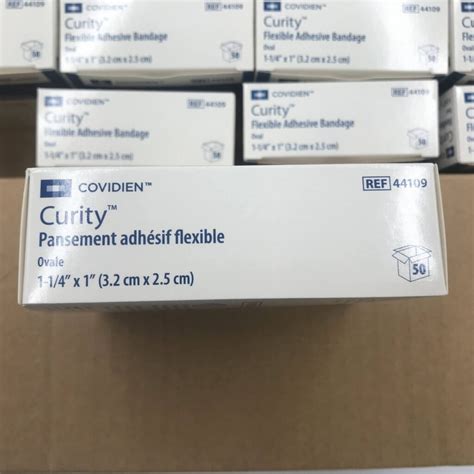 COVIDIEN™ REF 44109
Curity™
Flexible Adhesive Bandage
Oval
1-1/4" x 1" (3.2 cm x 2.5 cm)
50
COVIDIEN™ REF 44109
Curity™
Flexible Adhesive Bandage
Oval
1-1/4" x 1" (3.2 cm x 2.5 cm)
50
50
COVIDIEN™ REF 44109
Curity™
Flexible Adhesive Bandage
Oval
1-1/4" x 1" (3.2 cm x 2.5 cm)
50
COVIDIEN™ REF 44109
Curity™
Flexible Adhesive Bandage
Oval
1-1/4" x 1" (3.2 cm x 2.5 cm)
50
COVIDIEN™ REF 44109
Curity™
Pansement adhésif flexible
Ovale
1-1/4" x 1" (3.2 cm x 2.5 cm)
50